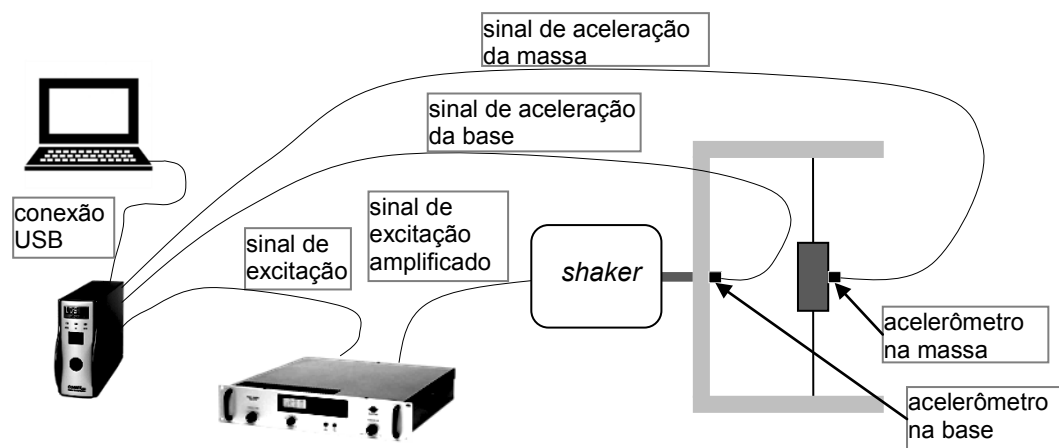 sinal de aceleração
da massa
sinal de aceleração
da base
conexão
USB
sinal de
excitação
sinal de
excitação
amplificado
shaker
acelerômetro
na massa
acelerômetro
na base